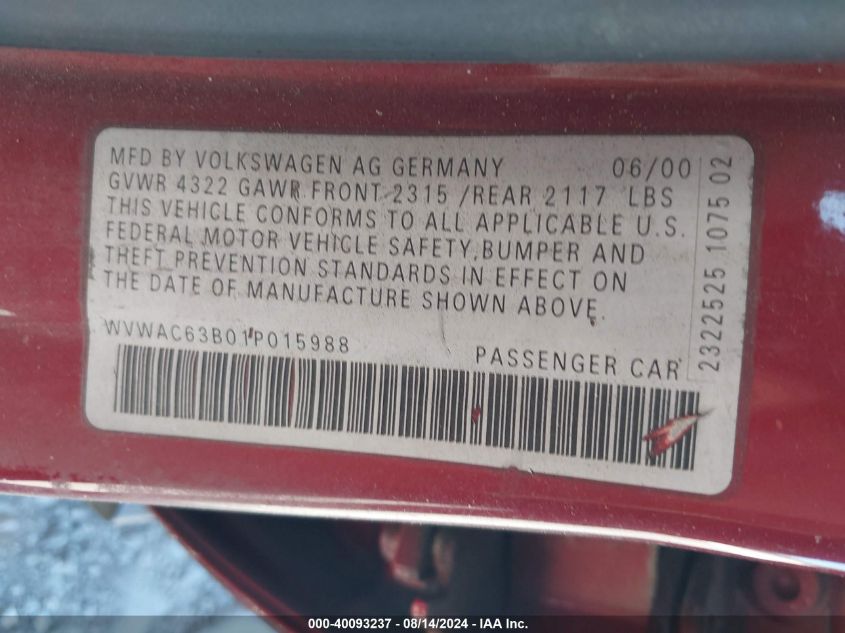 MFD BY VOLKSWAGEN AG GERMANY 06/00
GVWR 4322 GAWR FRONT 2315 /REAR 2117 LBS
THIS VEHICLE CONFORMS TO ALL APPLICABLE U.S.
FEDERAL MOTOR VEHICLE SAFETY, BUMPER AND
THEFT PREVENTION STANDARDS IN EFFECT ON
THE DATE OF MANUFACTURE SHOWN ABOVE.
WVWAC63B01P015988
PASSENGER CAR
2322525 1075 02
000-40093237 - 08/14/2024 - IAA Inc.